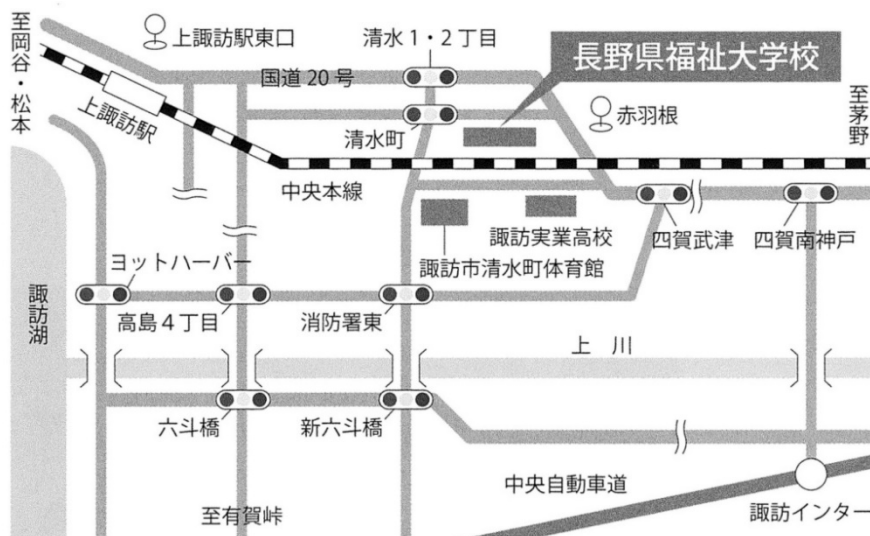 至岡谷・松本
上諏訪駅東口
清水1・2丁目
長野県福祉大学校
国道20号
上諏訪駅
清水町
赤羽根
至茅野
中央本線
諏訪実業高校
四賀武津
四賀南神戸
諏訪市清水町体育館
ヨットハーバー
諏訪湖
高島4丁目
消防署東
上 川
六斗橋
新六斗橋
中央自動車道
至有賀峠
諏訪インター